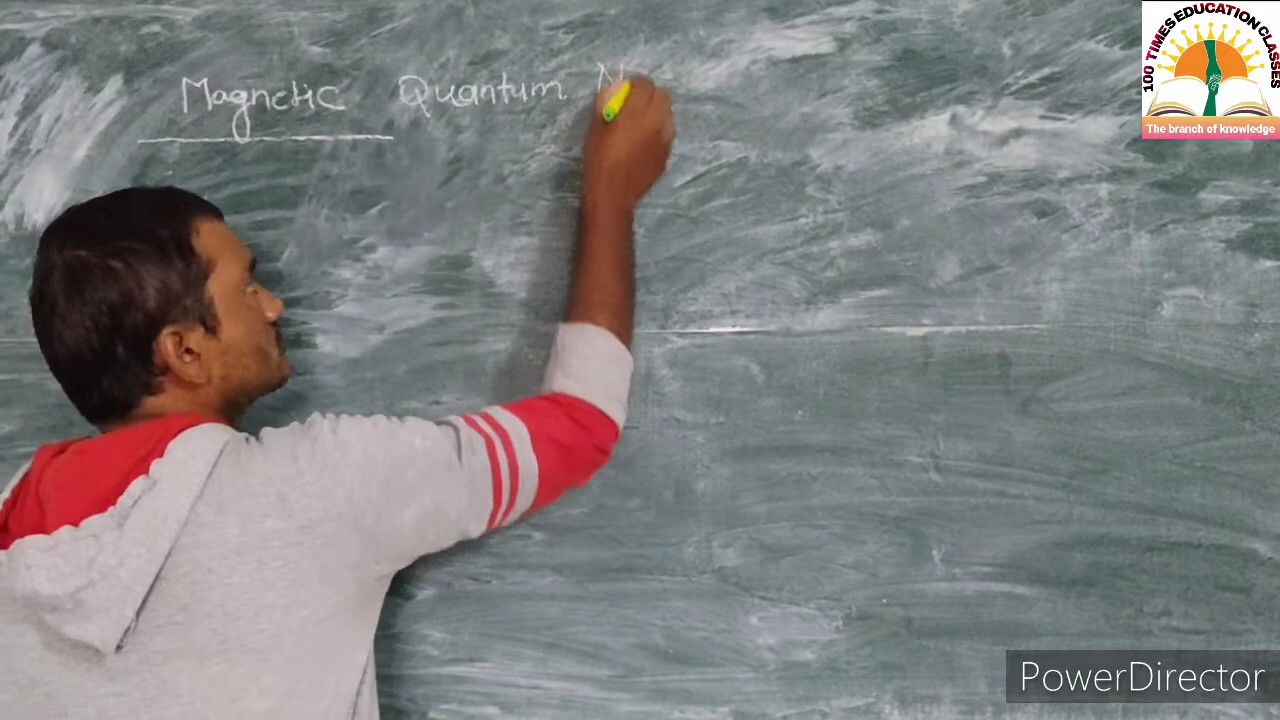 Magnetic Quantum N
100 TIMES EDUCATION CLASSES
The branch of knowledge
PowerDirector